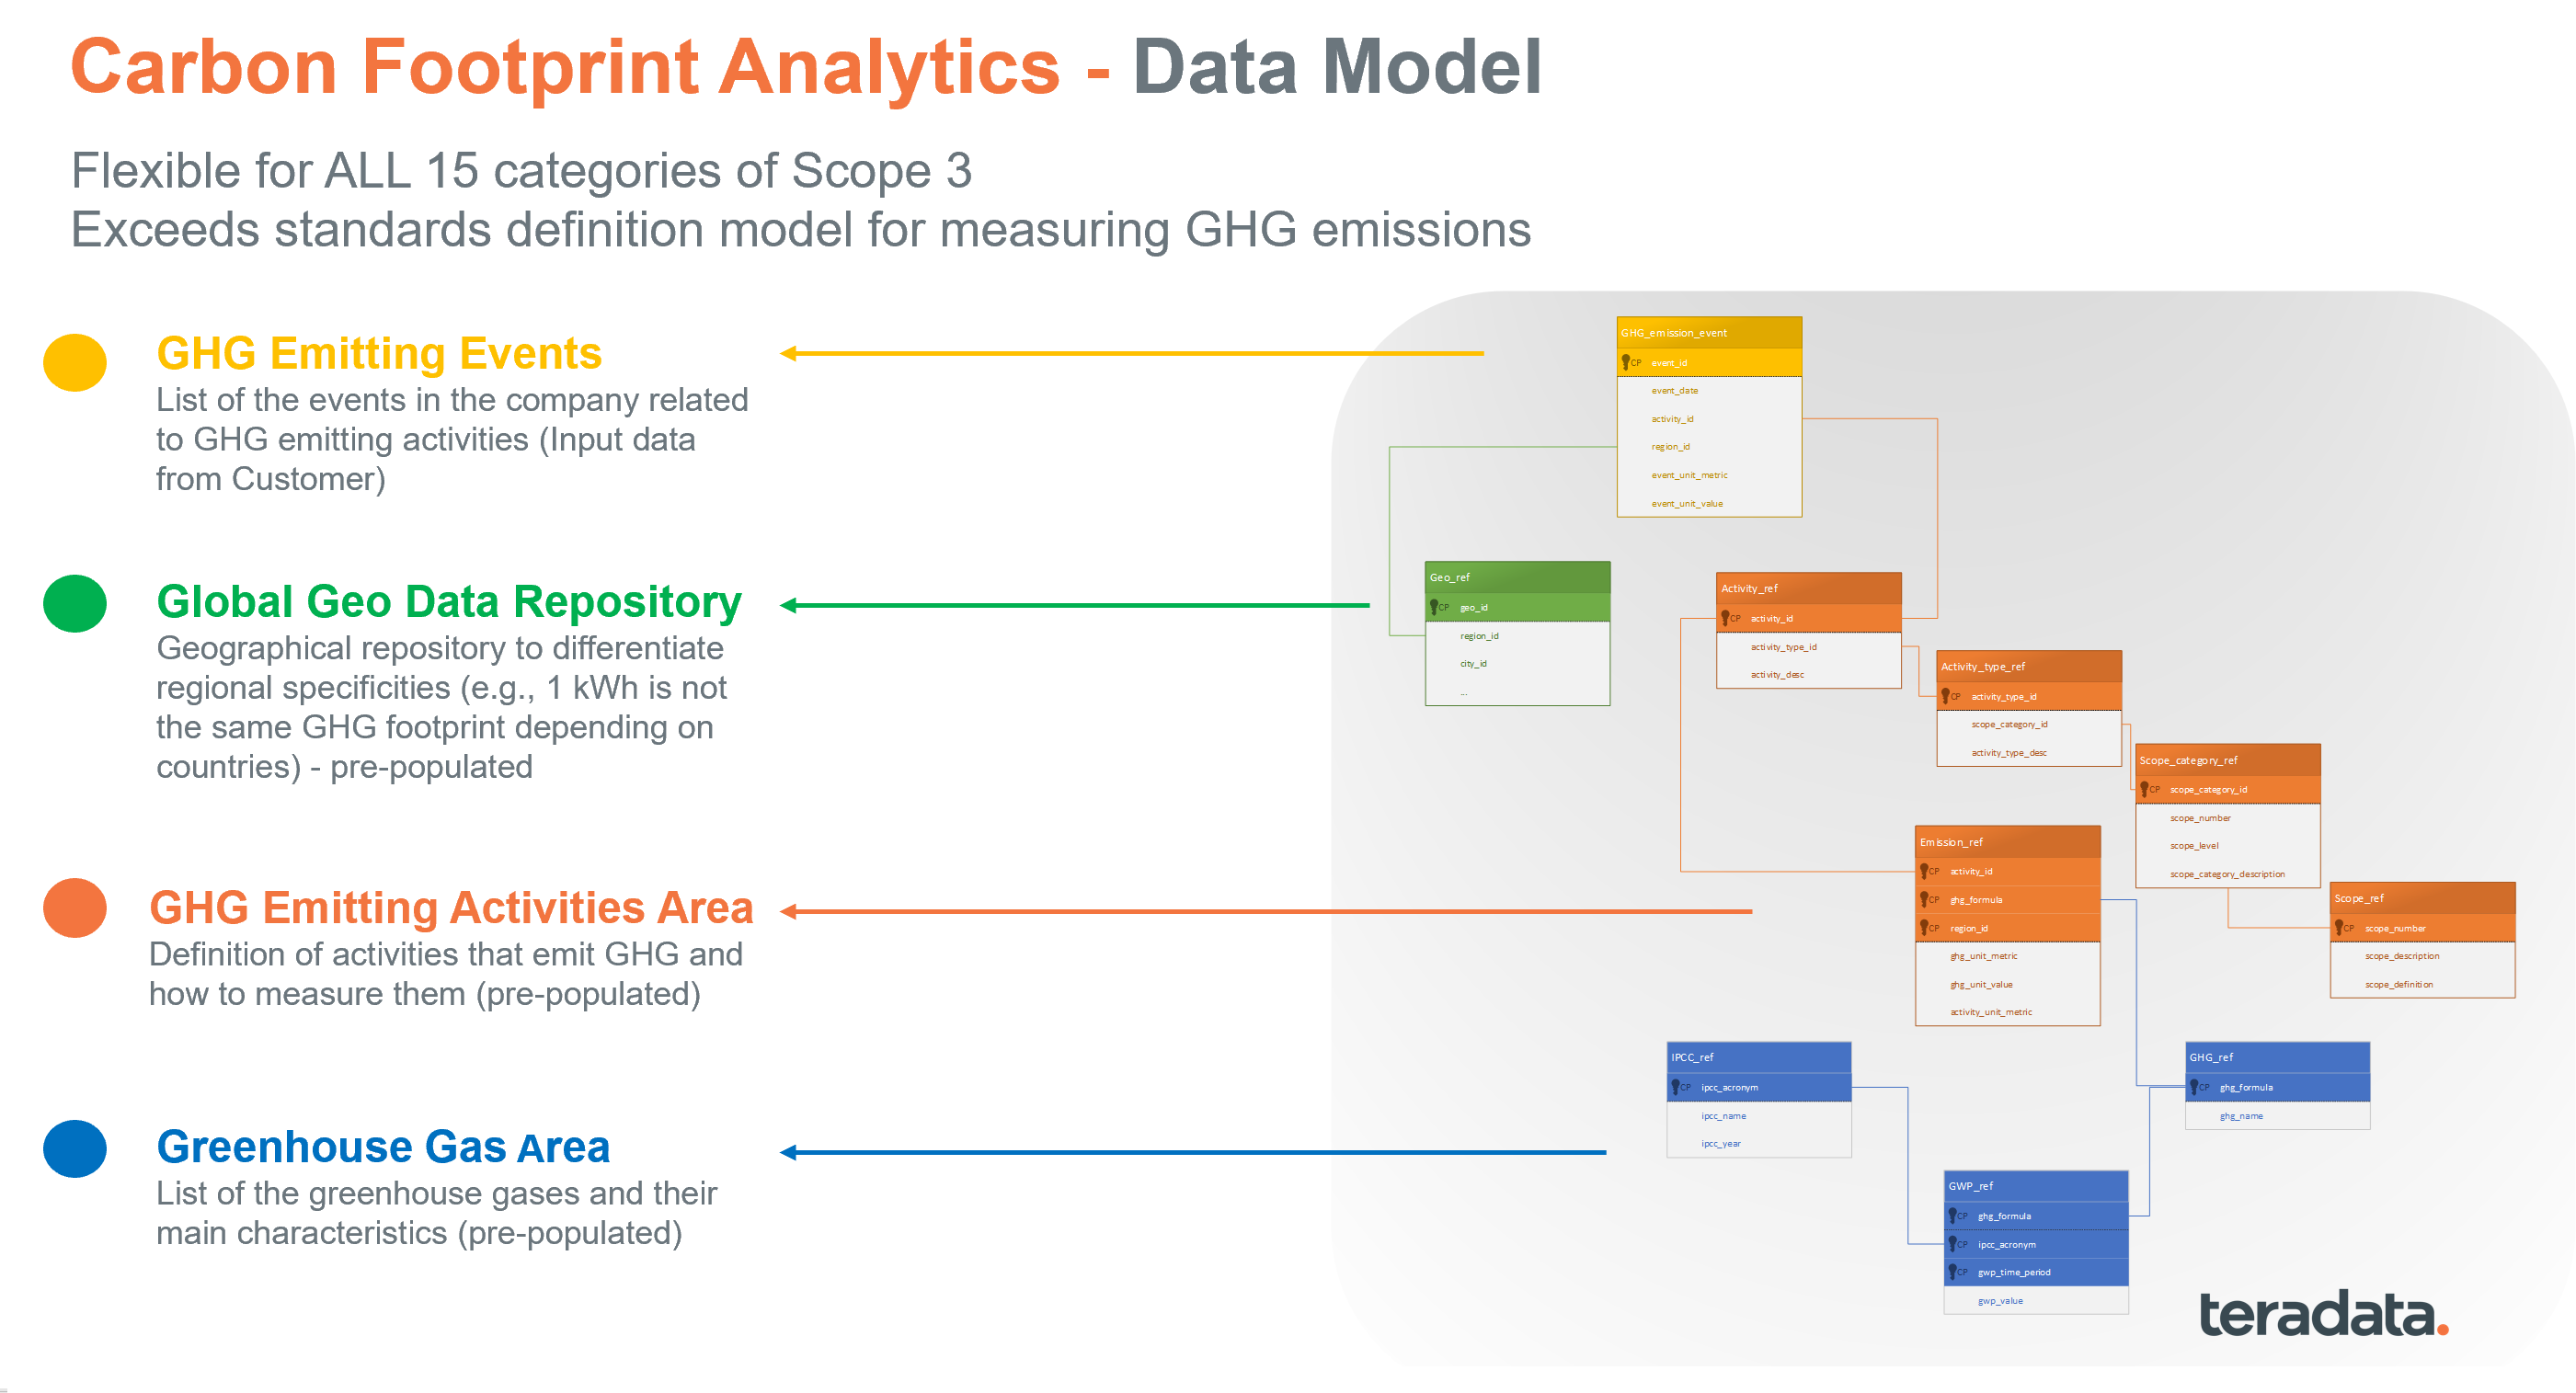 Carbon Footprint Analytics - Data Model
Flexible for ALL 15 categories of Scope 3
Exceeds standards definition model for measuring GHG emissions
GHG Emitting Events
List of the events in the company related
to GHG emitting activities (Input data
from Customer)
Global Geo Data Repository
Geographical repository to differentiate
regional specificities (e.g., 1 kWh is not
the same GHG footprint depending on
countries) - pre-populated
GHG Emitting Activities Area
Definition of activities that emit GHG and
how to measure them (pre-populated)
Greenhouse Gas Area
List of the greenhouse gases and their
main characteristics (pre-populated)
GHG_emission_event
CP event_id
event_date
activity_id
region_id
event_unit_metric
event_unit_value
Geo_ref
CP geo_id
region_id
city_id
...
Activity_ref
CP activity_id
activity_type_id
activity_desc
Activity_type_ref
CP activity_type_id
scope_category_id
activity_type_desc
Scope_category_ref
CP scope_category_id
scope_number
scope_level
scope_category_description
Emission_ref
CP activity_id
CP ghg_formula
CP region_id
ghg_unit_metric
ghg_unit_value
activity_unit_metric
Scope_ref
CP scope_number
scope_description
scope_definition
IPCC_ref
CP ipcc_acronym
ipcc_name
ipcc_year
GHG_ref
CP ghg_formula
ghg_name
GWP_ref
CP ghg_formula
CP ipcc_acronym
CP gwp_time_period
gwp_value
teradata.